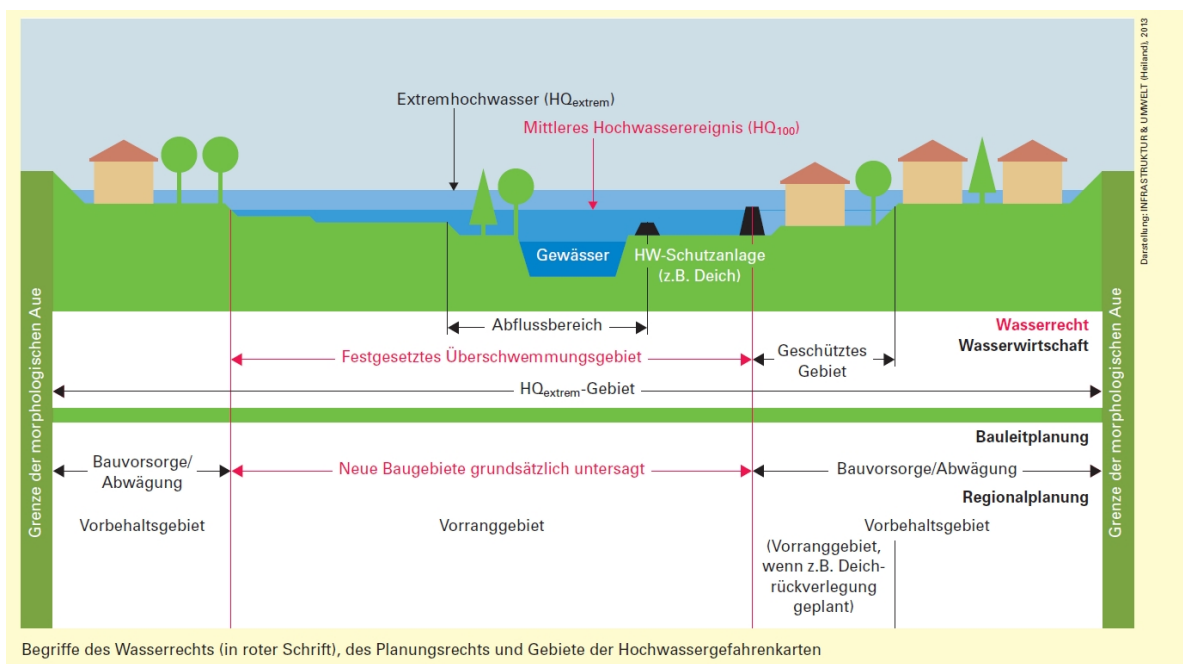 Darstellung: INFRASTRUKTUR & UMWELT (Heiland), 2013
Extremhochwasser (HQextrem)
Mittleres Hochwasserereignis (HQ100)
Gewässer
HW-Schutzanlage
(z.B. Deich)
Grenze der morphologischen Aue
Grenze der morphologischen Aue
Abflussbereich
Wasserrecht
Wasserwirtschaft
Festgesetztes Überschwemmungsgebiet
Geschütztes
Gebiet
HQextrem-Gebiet
Bauleitplanung
Bauvorsorge/
Abwägung
Neue Baugebiete grundsätzlich untersagt
Bauvorsorge/Abwägung
Regionalplanung
Vorbehaltsgebiet
Vorranggebiet
Vorbehaltsgebiet
(Vorranggebiet,
wenn z.B. Deich-
rückverlegung
geplant)
Begriffe des Wasserrechts (in roter Schrift), des Planungsrechts und Gebiete der Hochwassergefahrenkarten